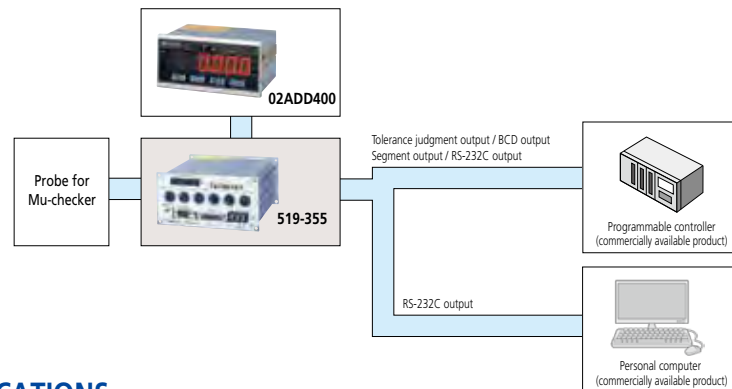 02ADD400
Probe for
Mu-checker
519-355
Tolerance judgment output / BCD output
Segment output / RS-232C output
Programmable controller
(commercially available product)
RS-232C output
Personal computer
(commercially available product)